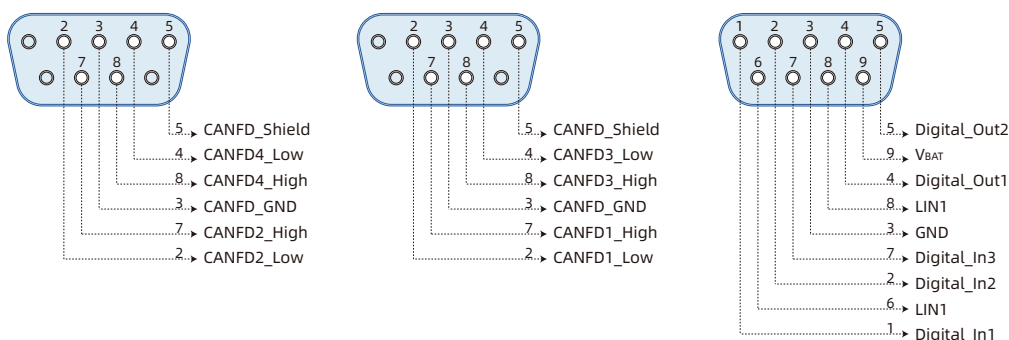 2 3 4 5
7 8
5 CANFD_Shield
4 CANFD4_Low
8 CANFD4_High
3 CANFD_GND
7 CANFD2_High
2 CANFD2_Low
2 3 4 5
7 8
5 CANFD_Shield
4 CANFD3_Low
8 CANFD3_High
3 CANFD_GND
7 CANFD1_High
2 CANFD1_Low
1 2 3 4 5
6 7 8 9
5 Digital_Out2
9 VBAT
4 Digital_Out1
8 LIN1
3 GND
7 Digital_In3
2 Digital_In2
6 LIN1
1 Digital_In1